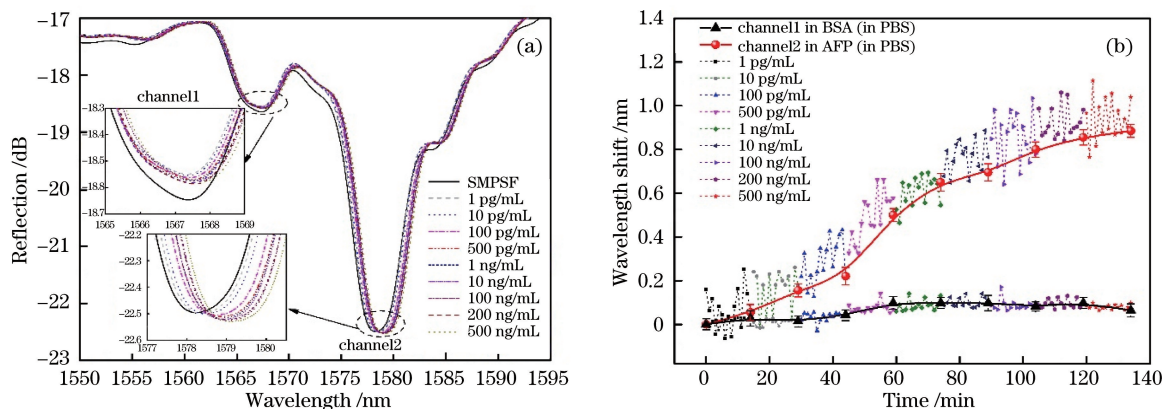 -17
-18
-19
-20
-21
-22
-23
Reflection /dB
(a)
channel1
-18.3
-18.4
-18.5
-18.6
-18.7
1565 1566 1567 1568 1569
-22.2
-22.3
-22.4
-22.5
-22.6
1577 1578 1579 1580
SMPSF
1 pg/mL
10 pg/mL
100 pg/mL
500 pg/mL
1 ng/mL
10 ng/mL
100 ng/mL
200 ng/mL
500 ng/mL
channel2
1550 1555 1560 1565 1570 1575 1580 1585 1590 1595
Wavelength /nm
1.4
1.2
1.0
0.8
0.6
0.4
0.2
0
Wavelength shift /nm
channel1 in BSA (in PBS)
channel2 in AFP (in PBS)
(b)
1 pg/mL
10 pg/mL
100 pg/mL
500 pg/mL
1 ng/mL
10 ng/mL
100 ng/mL
200 ng/mL
500 ng/mL
0 20 40 60 80 100 120 140
Time /min